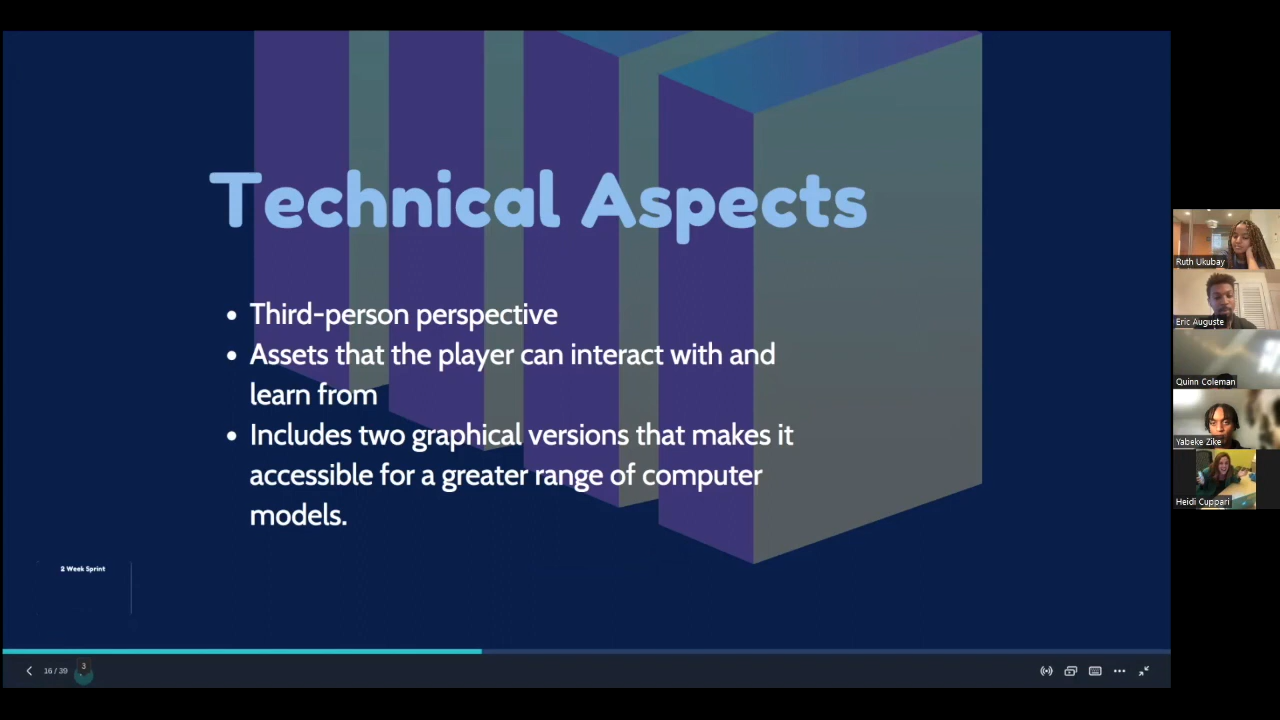 Technical Aspects
Third-person perspective
Assets that the player can interact with and
learn from
Includes two graphical versions that makes it
accessible for a greater range of computer
models.
2 Week Sprint
16 / 39
3
Ruth Ukubay
Eric Auguste
Quinn Coleman
Yabeke Zike
Heidi Cuppari